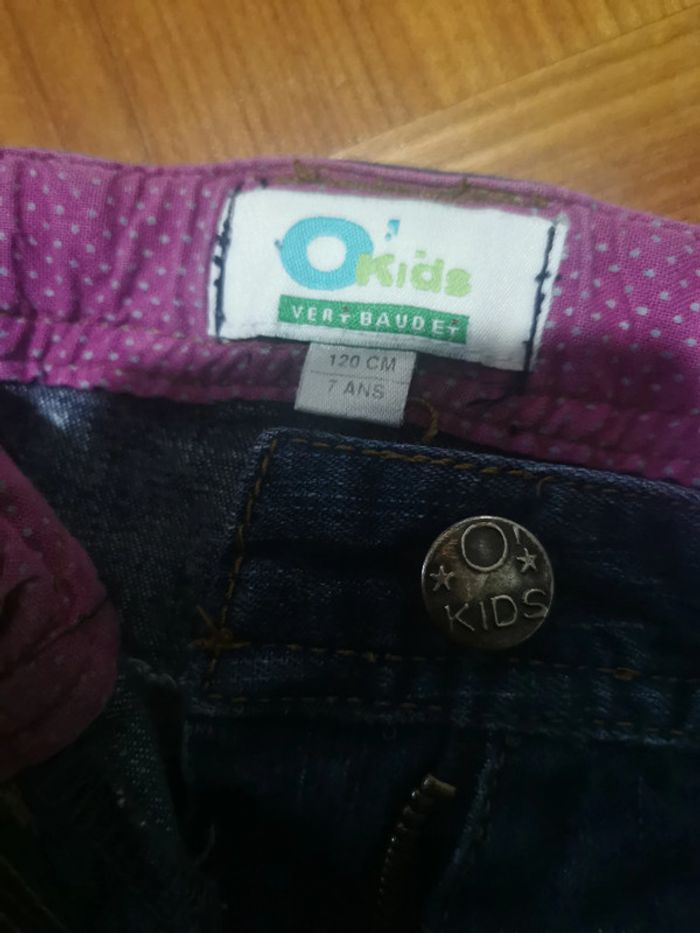 O'Kids
VERTBAUDET
120 CM
7 ANS
O'
KIDS